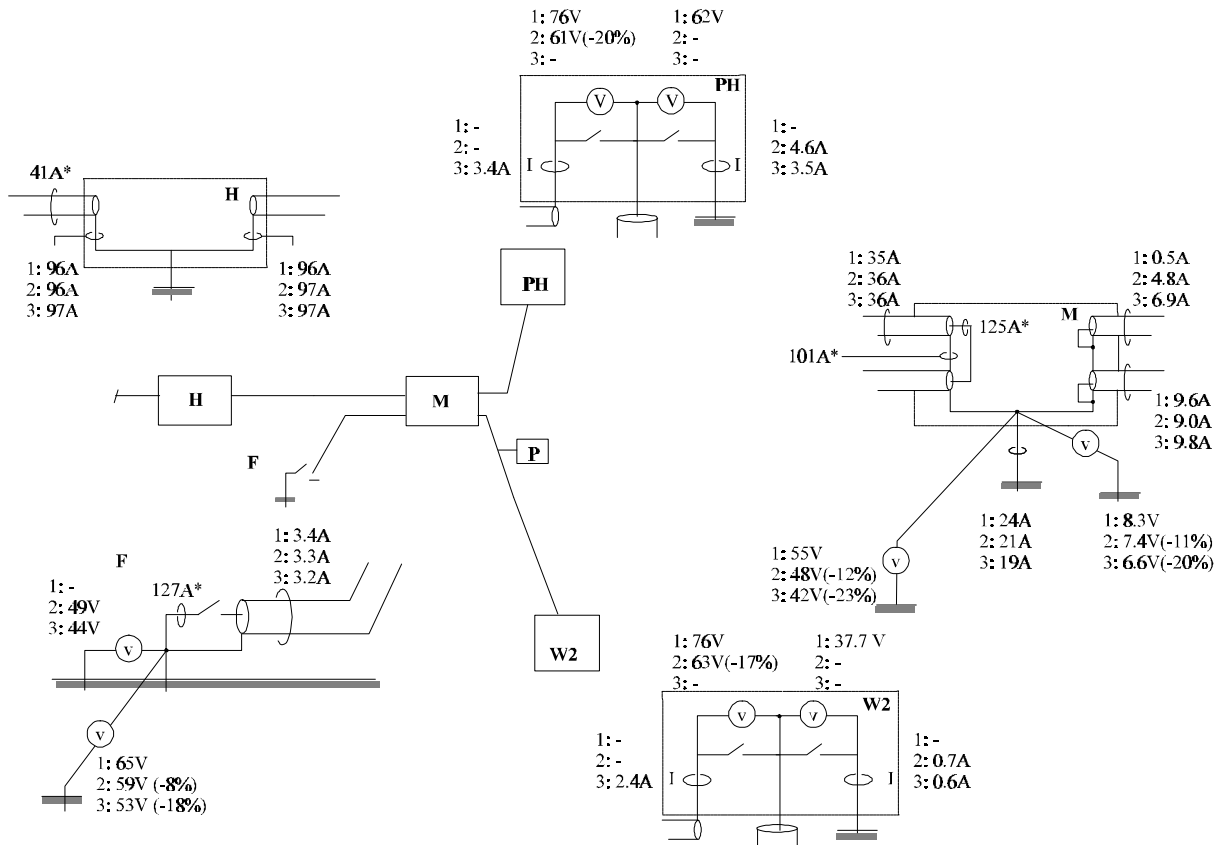 1: 76V
2: 61V(-20%)
3: -
1: 62V
2: -
3: -
PH
V
V
1: -
2: -
3: 3.4A
I
I
1: -
2: 4.6A
3: 3.5A
41A*
H
1: 96A
2: 96A
3: 97A
1: 96A
2: 97A
3: 97A
PH
1: 35A
2: 36A
3: 36A
1: 0.5A
2: 4.8A
3: 6.9A
M
125A*
101A*
1: 9.6A
2: 9.0A
3: 9.8A
v
v
1: 24A
2: 21A
3: 19A
1: 8.3V
2: 7.4V(-11%)
3: 6.6V(-20%)
1: 55V
2: 48V(-12%)
3: 42V(-23%)
H
M
F
P
W2
F
1: -
2: 49V
3: 44V
127A*
1: 3.4A
2: 3.3A
3: 3.2A
v
v
1: 65V
2: 59V (-8%)
3: 53V (-18%)
1: 76V
2: 63V(-17%)
3: -
1: 37.7 V
2: -
3: -
W2
v
v
1: -
2: -
3: 2.4A
I
I
1: -
2: 0.7A
3: 0.6A